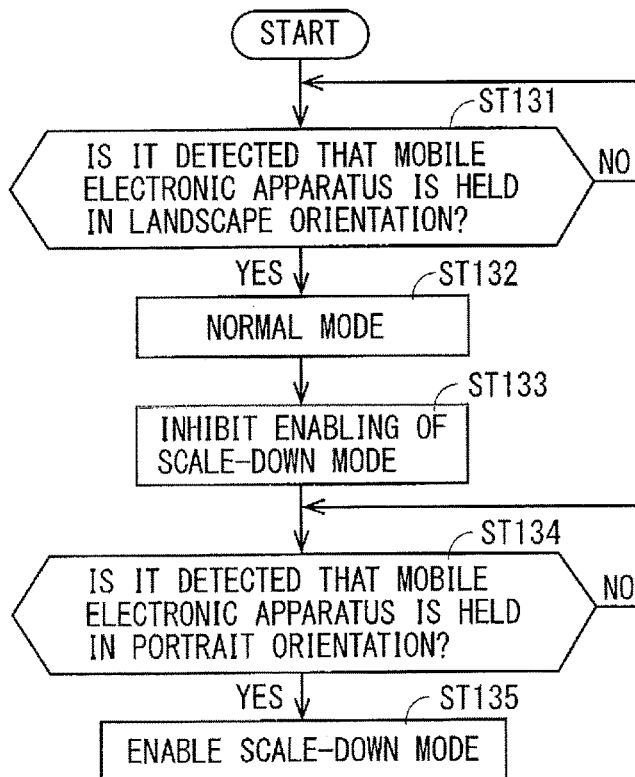 START
ST131
IS IT DETECTED THAT MOBILE
ELECTRONIC APPARATUS IS HELD
IN LANDSCAPE ORIENTATION?
NO
YES
ST132
NORMAL MODE
ST133
INHIBIT ENABLING OF
SCALE-DOWN MODE
ST134
IS IT DETECTED THAT MOBILE
ELECTRONIC APPARATUS IS HELD
IN PORTRAIT ORIENTATION?
NO
YES
ST135
ENABLE SCALE-DOWN MODE